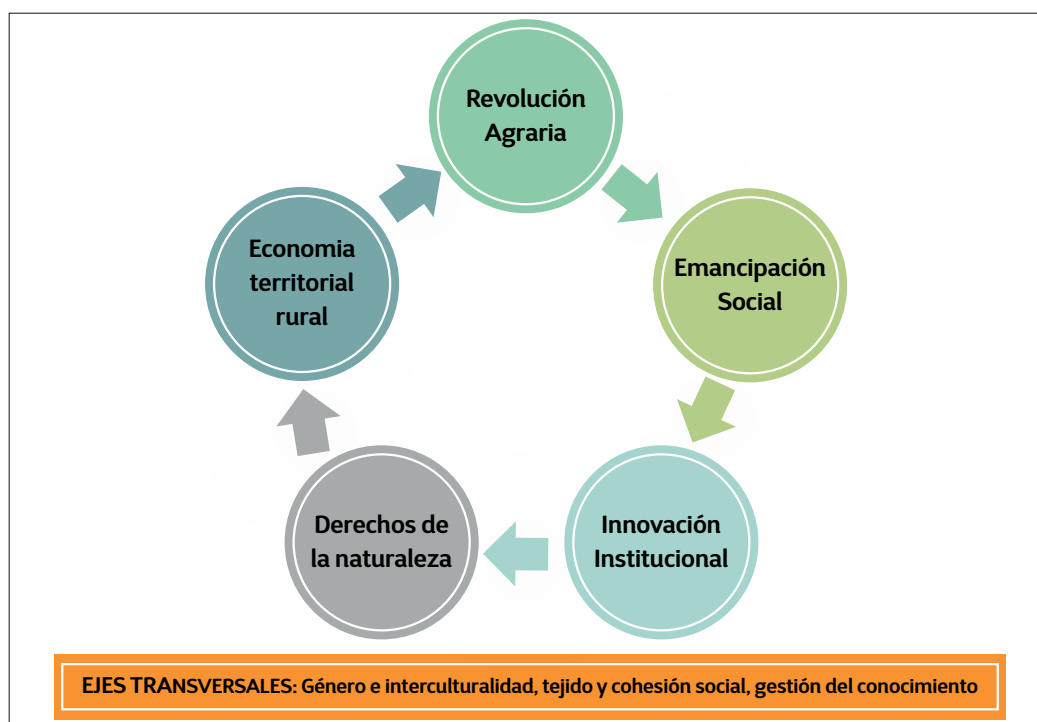 Revolución
Agraria
Emancipación
Social
Innovación
Institucional
Derechos de
la naturaleza
Economia
territorial
rural
EJES TRANSVERSALES: Género e interculturalidad, tejido y cohesión social, gestión del conocimiento